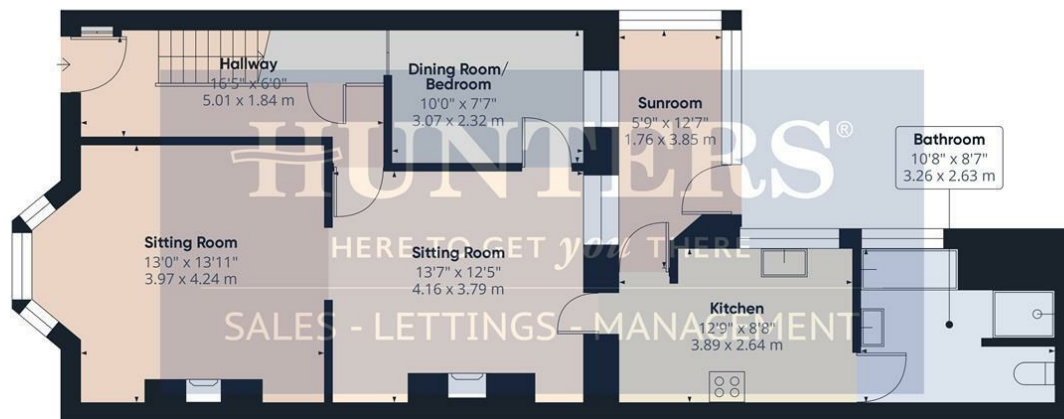 Hallway
16'5" x 6'0"
5.01 x 1.84 m
Dining Room/
Bedroom
10'0" x 7'7"
3.07 x 2.32 m
Sunroom
5'9" x 12'7"
1.76 x 3.85 m
Bathroom
10'8" x 8'7"
3.26 x 2.63 m
HUNTERS®
HERE TO GET you THERE
SALES - LETTINGS - MANAGEMENT
Sitting Room
13'0" x 13'11"
3.97 x 4.24 m
Sitting Room
13'7" x 12'5"
4.16 x 3.79 m
Kitchen
12'9" x 8'8"
3.89 x 2.64 m